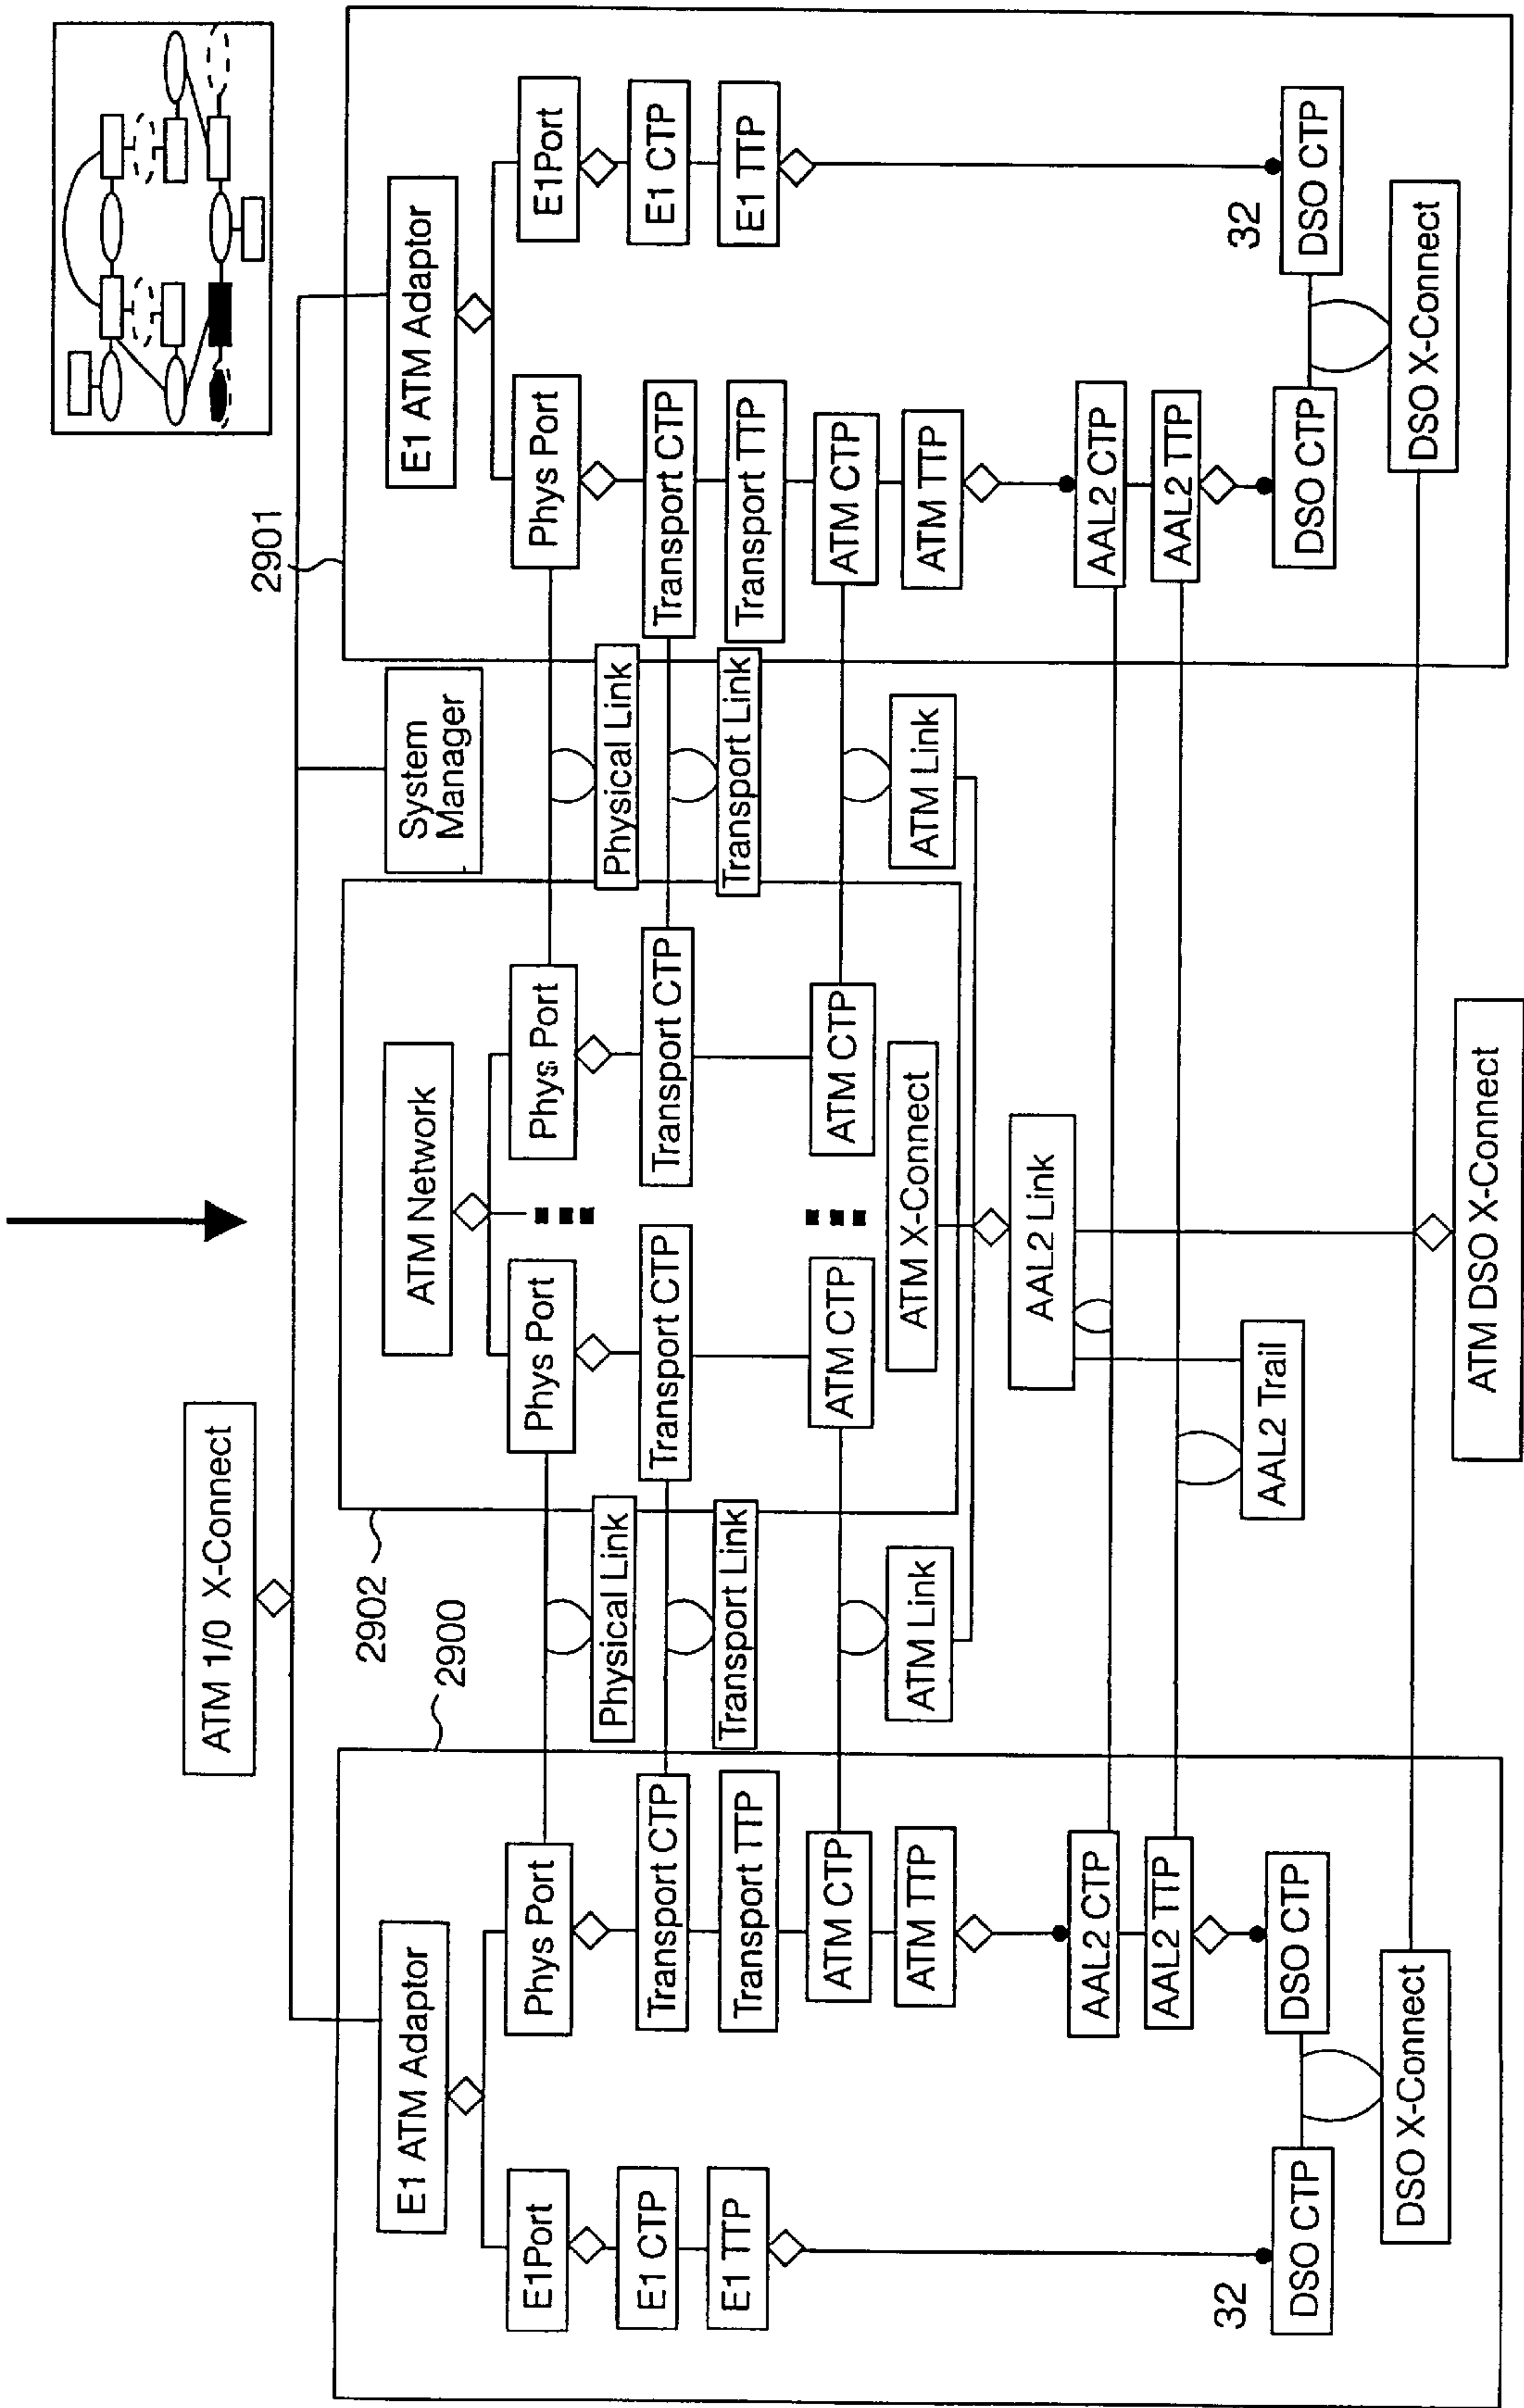 ATM 1/0 X-Connect
2900
2902
2901
E1 ATM Adaptor
ATM Network
System
Manager
E1 ATM Adaptor
E1Port
Phys Port
Phys Port
Phys Port
Phys Port
E1Port
Physical Link
Physical Link
E1 CTP
Transport CTP
Transport CTP
Transport CTP
Transport CTP
E1 CTP
E1 TTP
Transport TTP
Transport Link
Transport Link
Transport TTP
E1 TTP
ATM CTP
ATM CTP
ATM CTP
ATM CTP
ATM TTP
ATM Link
ATM X-Connect
ATM Link
ATM TTP
AAL2 Link
AAL2 CTP
AAL2 CTP
AAL2 TTP
AAL2 TTP
32
32
DSO CTP
DSO CTP
AAL2 Trail
DSO CTP
DSO CTP
DSO X-Connect
DSO X-Connect
ATM DSO X-Connect